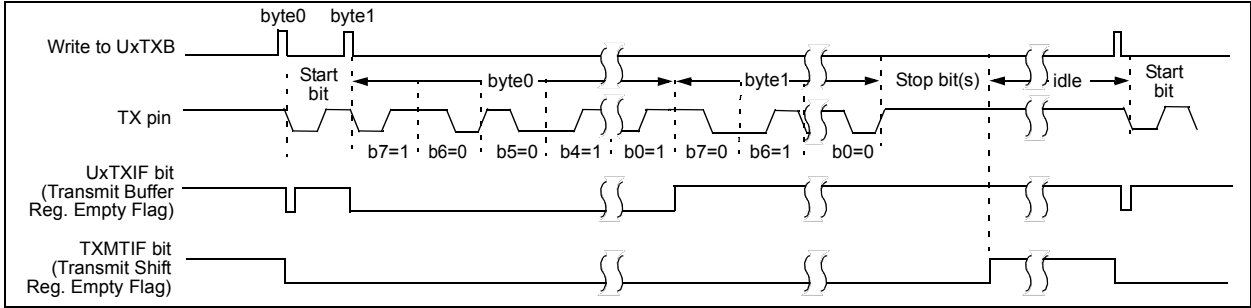 byte0 byte1
Write to UxTXB
Start
bit
byte0
byte1
Stop bit(s)
idle
Start
bit
TX pin
b7=1 b6=0 b5=0 b4=1 b0=1 b7=0 b6=1 b0=0
UxTXIF bit
(Transmit Buffer
Reg. Empty Flag)
TXMTIF bit
(Transmit Shift
Reg. Empty Flag)